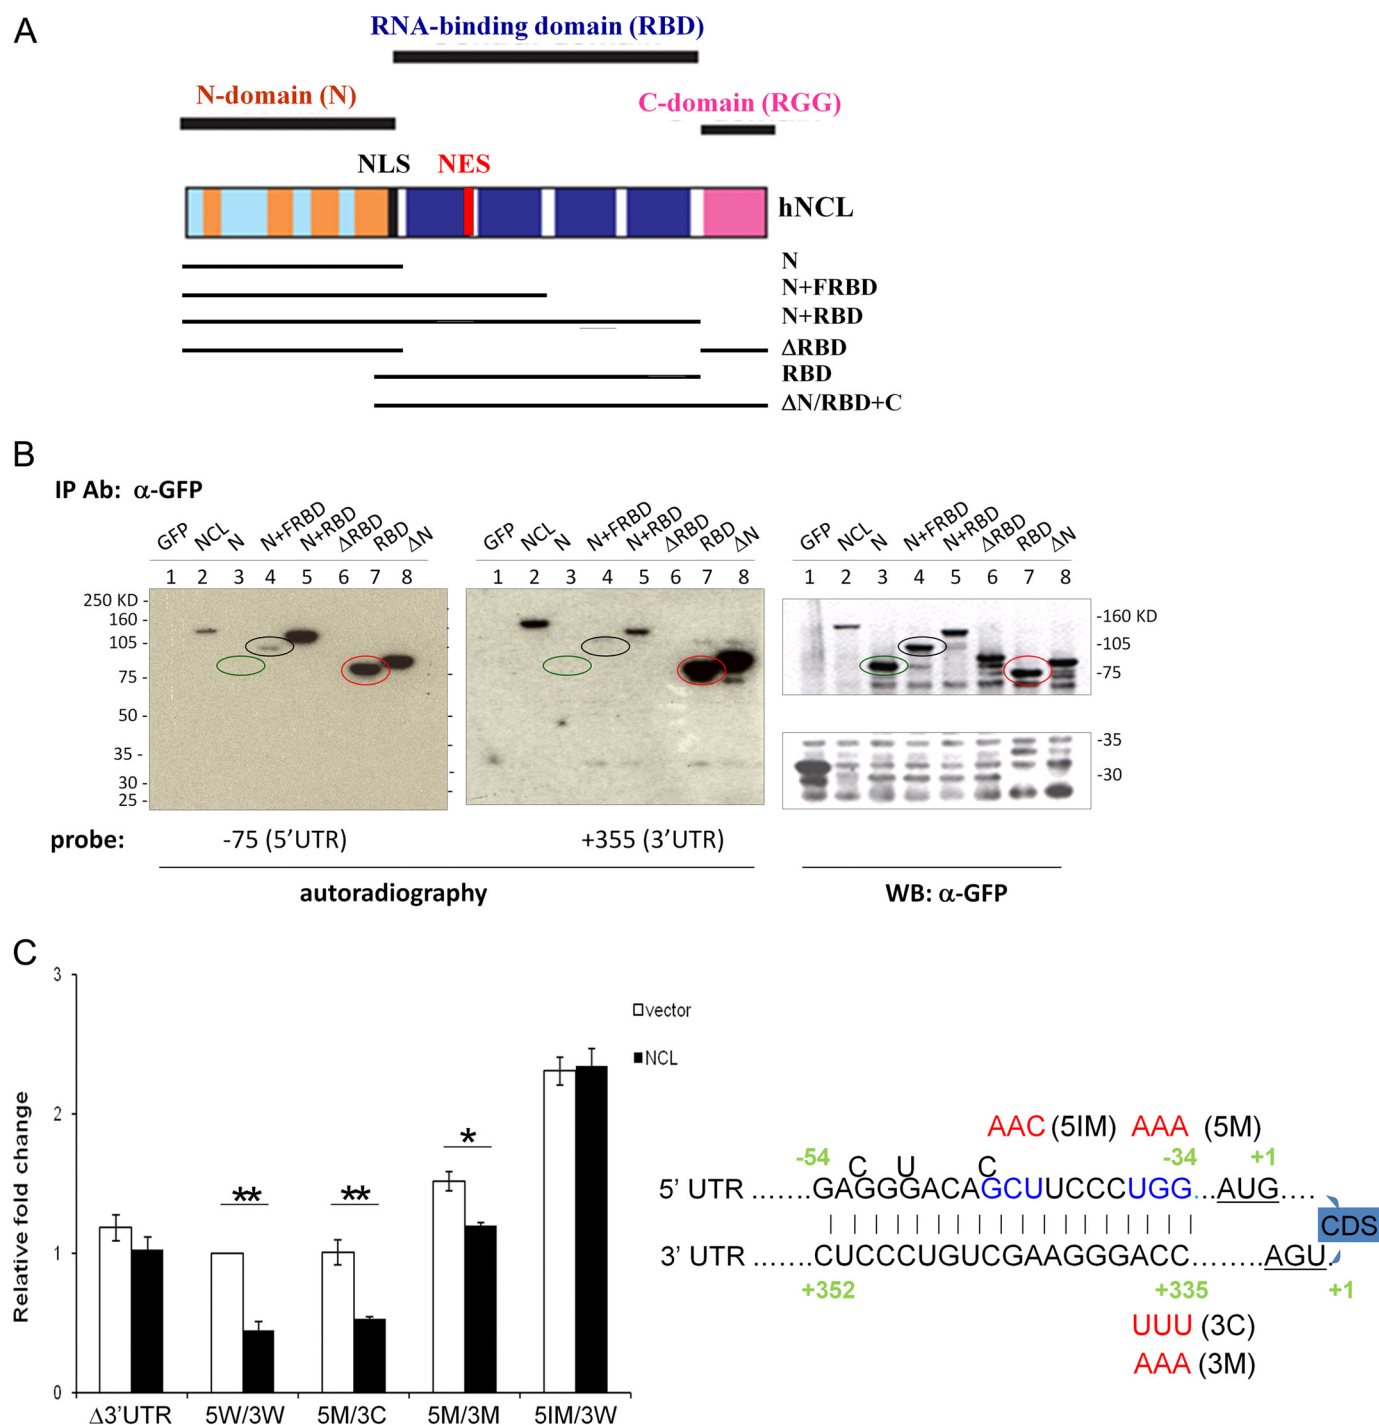 A
RNA-binding domain (RBD)
N-domain (N)
C-domain (RGG)
NLS NES
hNCL
N
N+FRBD
N+RBD
ΔRBD
RBD
ΔN/RBD+C
B
IP Ab: α-GFP
GFP NCL N N+FRBD N+RBD ΔRBD RBD ΔN
GFP NCL N N+FRBD N+RBD ΔRBD RBD ΔN
GFP NCL N N+FRBD N+RBD ΔRBD RBD ΔN
1 2 3 4 5 6 7 8
1 2 3 4 5 6 7 8
1 2 3 4 5 6 7 8
250 KD -
160 -
105 -
75 -
50 -
35 -
30 -
25 -
-160 KD
-105
-75
-35
-30
probe: -75 (5'UTR) +355 (3'UTR)
autoradiography WB: α-GFP
C
Relative fold change
3
2
1
0
vector
NCL
** ** *
Δ3'UTR 5W/3W 5M/3C 5M/3M 5IM/3W
AAC (5IM) AAA (5M)
-54 -34 +1
C U C
5' UTR .......GAGGGACAGCUUCCCUGG...AUG....
CDS
3' UTR .......CUCCCUGUCGAAGGGACC........AGU.
+352 +335 +1
UUU (3C)
AAA (3M)